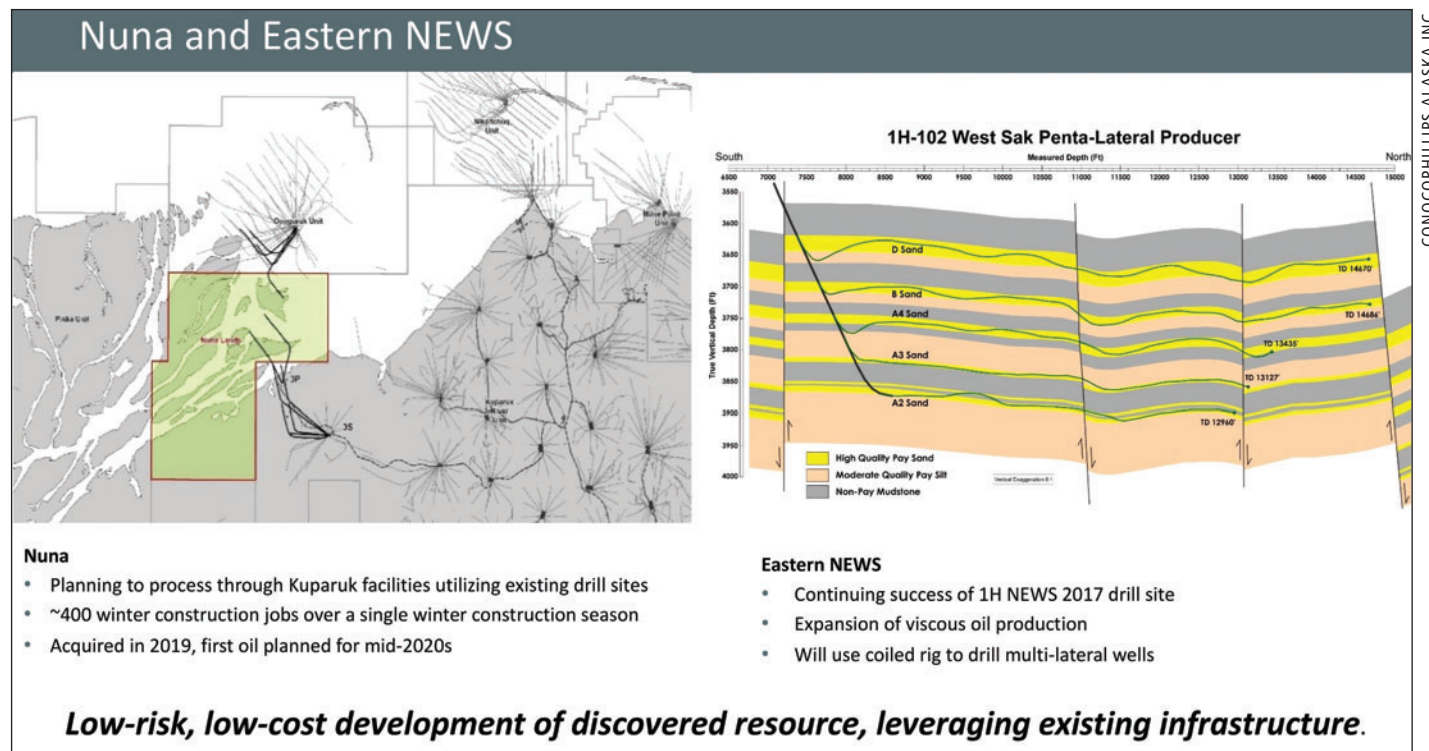 Nuna and Eastern NEWS
CONOCOPHILLIPS ALASKA INC
Nikaitchuq
Unit
Oooguruk Unit
Milne Point
Unit
Pikka Unit
Nuna Lands
3P
3S
Kuparuk
River
Unit
1H-102 West Sak Penta-Lateral Producer
South
Measured Depth (Ft)
North
6500 7000 7500 8000 8500 9000 9500 10000 10500 11000 11500 12000 12500 13000 13500 14000 14500 15000
True Vertical Depth (Ft)
3550
3600
3650
3700
3750
3800
3850
3900
3950
4000
D Sand
TD 14670'
B Sand
TD 14686'
A4 Sand
TD 13435'
A3 Sand
TD 13127'
A2 Sand
TD 12960'
High Quality Pay Sand
Moderate Quality Pay Silt
Non-Pay Mudstone
Vertical Exaggeration 8:1
Nuna
• Planning to process through Kuparuk facilities utilizing existing drill sites
• ~400 winter construction jobs over a single winter construction season
• Acquired in 2019, first oil planned for mid-2020s
Eastern NEWS
• Continuing success of 1H NEWS 2017 drill site
• Expansion of viscous oil production
• Will use coiled rig to drill multi-lateral wells
Low-risk, low-cost development of discovered resource, leveraging existing infrastructure.